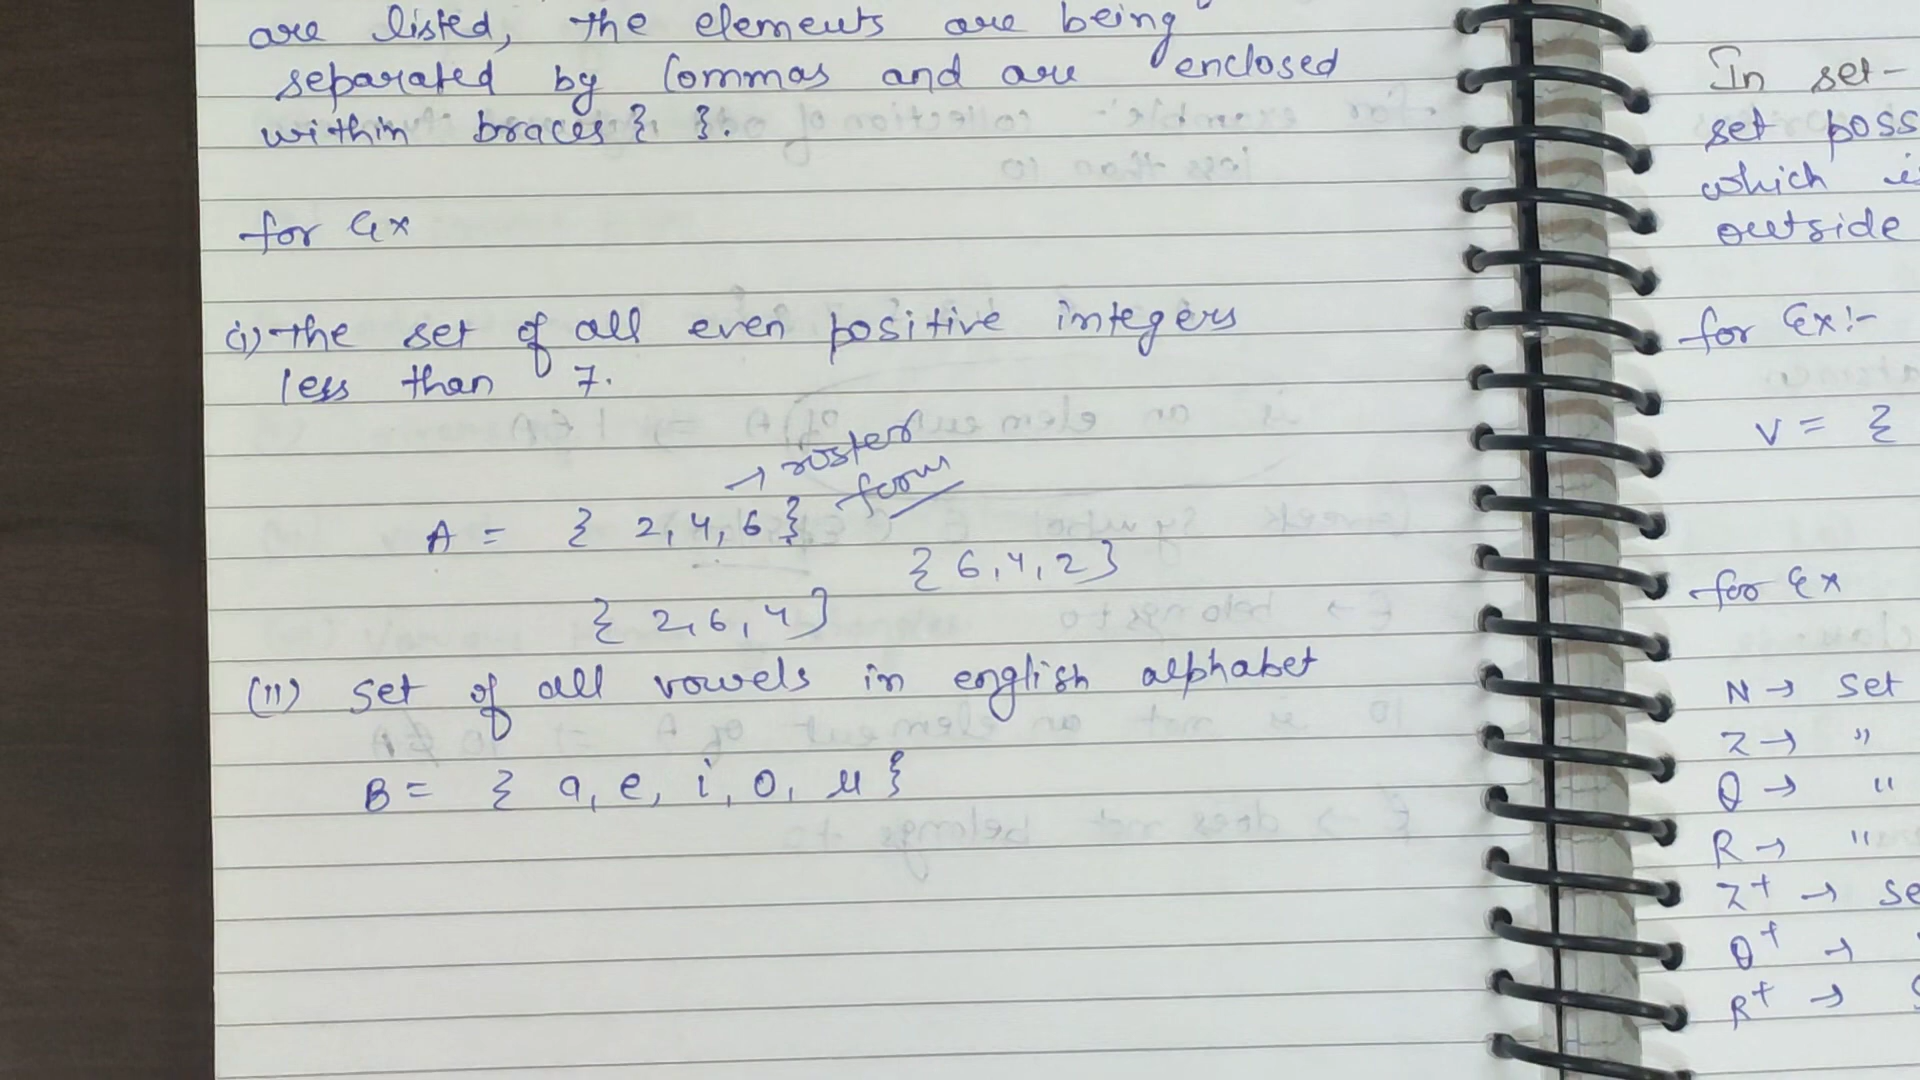 are listed, the elements are being
separated by commas and are enclosed
within braces { }.
for Ex
(i) the set of all even positive integers
less than 7.
→ roster
form
A = { 2, 4, 6 }
{ 6, 4, 2 }
{ 2, 6, 4 }
(ii) set of all vowels in english alphabet
B = { a, e, i, o, u }
In set-
set poss
which
outside
for Ex:-
V = {
for Ex
N → set
Z → "
Q → "
R → "
Z+ → se
Q+ →
R+ →